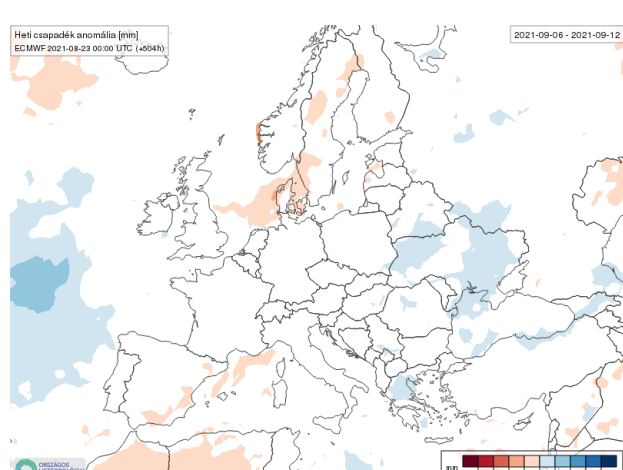 Heti csapadék anomália [mm]
ECMWF 2021-08-23 00:00 UTC (+504h)
2021-09-06 - 2021-09-12
ORSZÁGOS
mm